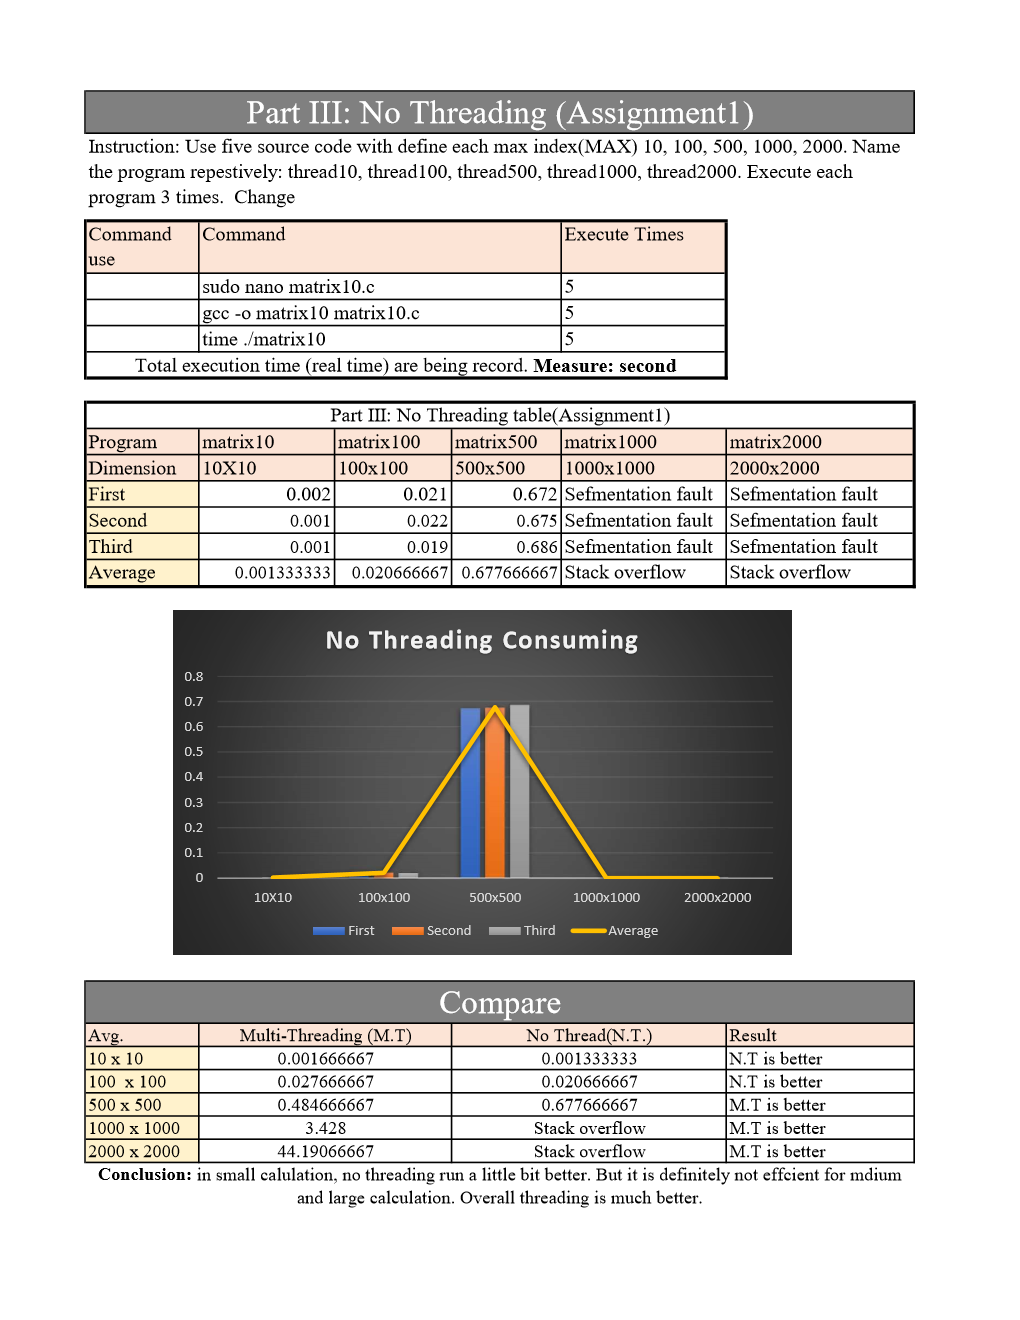 Part III: No Threading (Assignment1)
Instruction: Use five source code with define each max index(MAX) 10, 100, 500, 1000, 2000. Name
the program repestively: thread10, thread100, thread500, thread1000, thread2000. Execute each
program 3 times.  Change
Command Command Execute Times
use
sudo nano matrix10.c 5
gcc -o matrix10 matrix10.c 5
time ./matrix10 5
Total execution time (real time) are being record. Measure: second
Part III: No Threading table(Assignment1)
Program matrix10 matrix100 matrix500 matrix1000 matrix2000
Dimension 10X10 100x100 500x500 1000x1000 2000x2000
First 0.002 0.021 0.672 Sefmentation fault Sefmentation fault
Second 0.001 0.022 0.675 Sefmentation fault Sefmentation fault
Third 0.001 0.019 0.686 Sefmentation fault Sefmentation fault
Average 0.001333333 0.020666667 0.677666667 Stack overflow Stack overflow
No Threading Consuming
0.8
0.7
0.6
0.5
0.4
0.3
0.2
0.1
0
10X10 100x100 500x500 1000x1000 2000x2000
First Second Third Average
Compare
Avg. Multi-Threading (M.T) No Thread(N.T.) Result
10 x 10 0.001666667 0.001333333 N.T is better
100  x 100 0.027666667 0.020666667 N.T is better
500 x 500 0.484666667 0.677666667 M.T is better
1000 x 1000 3.428 Stack overflow M.T is better
2000 x 2000 44.19066667 Stack overflow M.T is better
Conclusion: in small calulation, no threading run a little bit better. But it is definitely not effcient for mdium
and large calculation. Overall threading is much better.